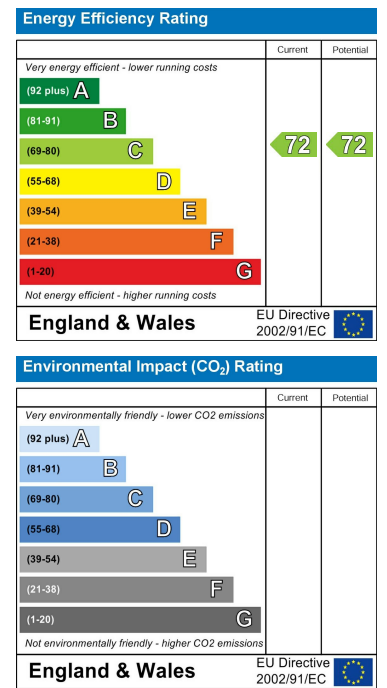 Energy Efficiency Rating
Current Potential
Very energy efficient - lower running costs
(92 plus) A
(81-91) B
(69-80) C 72 72
(55-68) D
(39-54) E
(21-38) F
(1-20) G
Not energy efficient - higher running costs
England & Wales EU Directive 2002/91/EC
Environmental Impact (CO2) Rating
Current Potential
Very environmentally friendly - lower CO2 emissions
(92 plus) A
(81-91) B
(69-80) C
(55-68) D
(39-54) E
(21-38) F
(1-20) G
Not environmentally friendly - higher CO2 emissions
England & Wales EU Directive 2002/91/EC